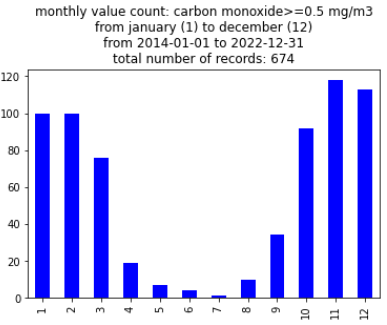 monthly value count: carbon monoxide>=0.5 mg/m3
from january (1) to december (12)
from 2014-01-01 to 2022-12-31
total number of records: 674
120
100
80
60
40
20
0
1 2 3 4 5 6 7 8 9 10 11 12